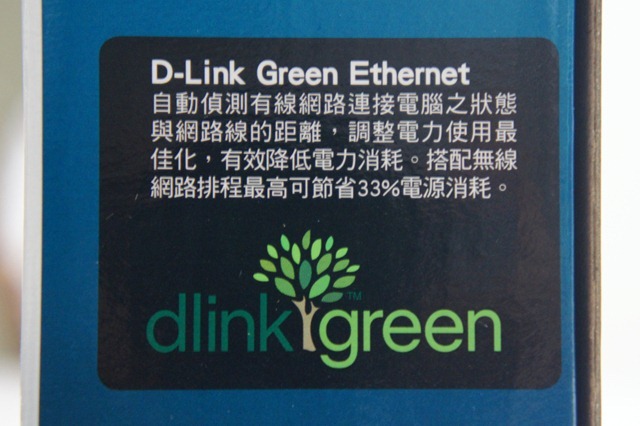 D-Link Green Ethernet
自動偵測有線網路連接電腦之狀態
與網路線的距離，調整電力使用最
佳化，有效降低電力消耗。搭配無線
網路排程最高可節省33%電源消耗。
dlinkgreen™